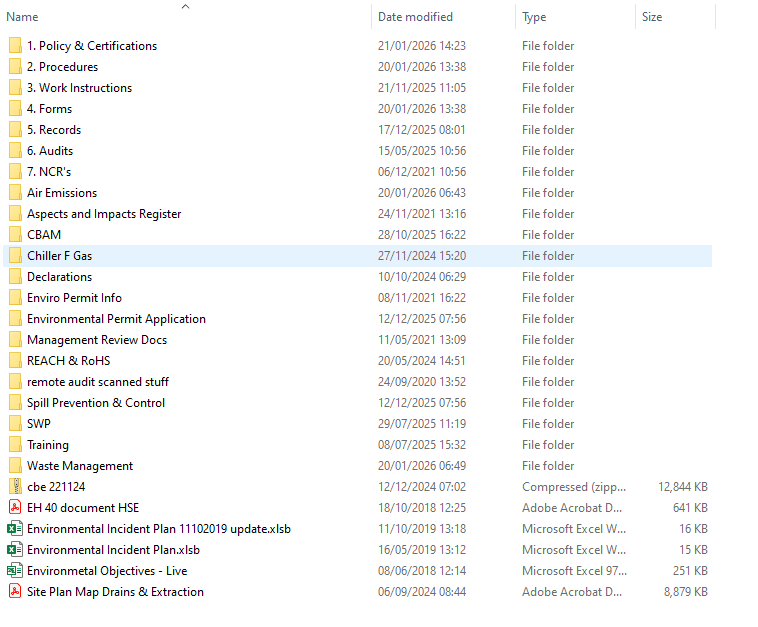 Name Date modified Type Size
1. Policy & Certifications 21/01/2026 14:23 File folder
2. Procedures 20/01/2026 13:38 File folder
3. Work Instructions 21/11/2025 11:05 File folder
4. Forms 20/01/2026 13:38 File folder
5. Records 17/12/2025 08:01 File folder
6. Audits 15/05/2025 10:56 File folder
7. NCR's 06/12/2021 10:56 File folder
Air Emissions 20/01/2026 06:43 File folder
Aspects and Impacts Register 24/11/2021 13:16 File folder
CBAM 28/10/2025 16:22 File folder
Chiller F Gas 27/11/2024 15:20 File folder
Declarations 10/10/2024 06:29 File folder
Enviro Permit Info 08/11/2021 16:22 File folder
Environmental Permit Application 12/12/2025 07:56 File folder
Management Review Docs 11/05/2021 13:09 File folder
REACH & RoHS 20/05/2024 14:51 File folder
remote audit scanned stuff 24/09/2020 13:52 File folder
Spill Prevention & Control 12/12/2025 07:56 File folder
SWP 29/07/2025 11:19 File folder
Training 08/07/2025 15:32 File folder
Waste Management 20/01/2026 06:49 File folder
cbe 221124 12/12/2024 07:02 Compressed (zipp... 12,844 KB
EH 40 document HSE 18/10/2018 12:25 Adobe Acrobat D... 641 KB
Environmental Incident Plan 11102019 update.xlsb 11/10/2019 13:18 Microsoft Excel W... 16 KB
Environmental Incident Plan.xlsb 16/05/2019 13:12 Microsoft Excel W... 15 KB
Environmetal Objectives - Live 08/06/2018 12:14 Microsoft Excel 97... 251 KB
Site Plan Map Drains & Extraction 06/09/2024 08:44 Adobe Acrobat D... 8,879 KB